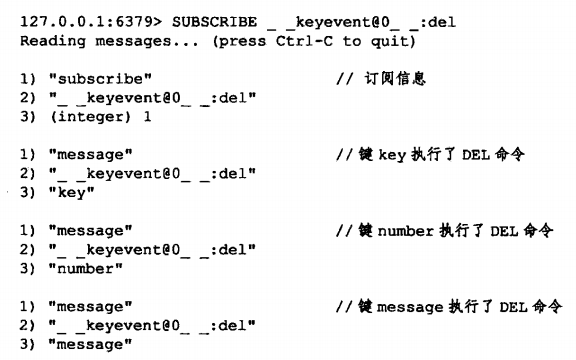 127.0.0.1:6379> SUBSCRIBE _ _keyevent@0_ _:del
Reading messages... (press Ctrl-C to quit)
1) "subscribe" // 订阅信息
2) "_ _keyevent@0_ _:del"
3) (integer) 1
1) "message" // 键 key 执行了 DEL 命令
2) "_ _keyevent@0_ _:del"
3) "key"
1) "message" // 键 number 执行了 DEL 命令
2) "_ _keyevent@0_ _:del"
3) "number"
1) "message" // 键 message 执行了 DEL 命令
2) "_ _keyevent@0_ _:del"
3) "message"